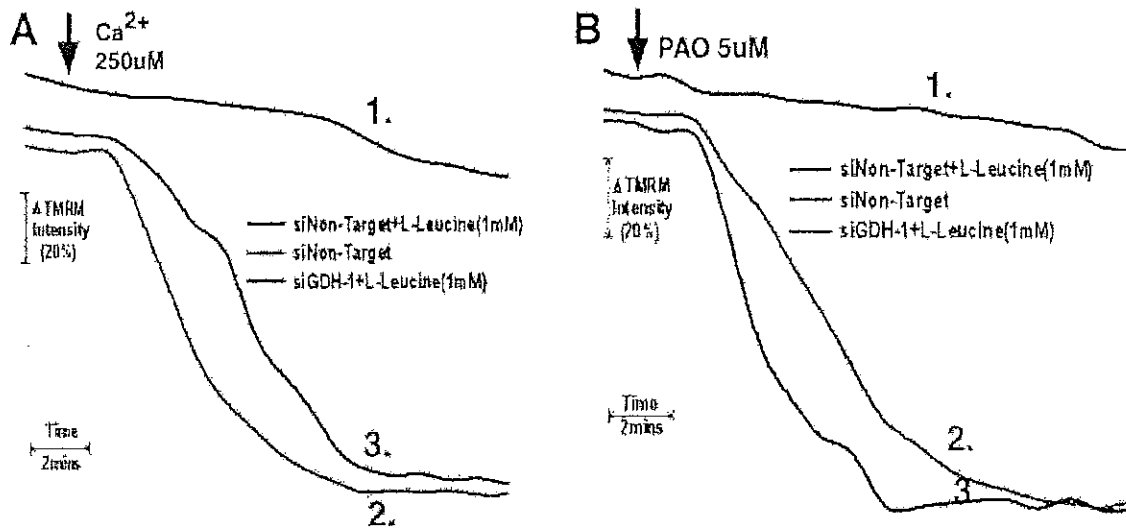 A
Ca2+
250uM
1.
Δ TMRM
Intensity
(20%)
siNon-Target+L-Leucine(1mM)
siNon-Target
siGDH-1+L-Leucine(1mM)
Time
2mins
3.
2.
B
PAO 5uM
1.
Δ TMRM
Intensity
(20%)
siNon-Target+L-Leucine(1mM)
siNon-Target
siGDH-1+L-Leucine(1mM)
Time
2mins
2.
3